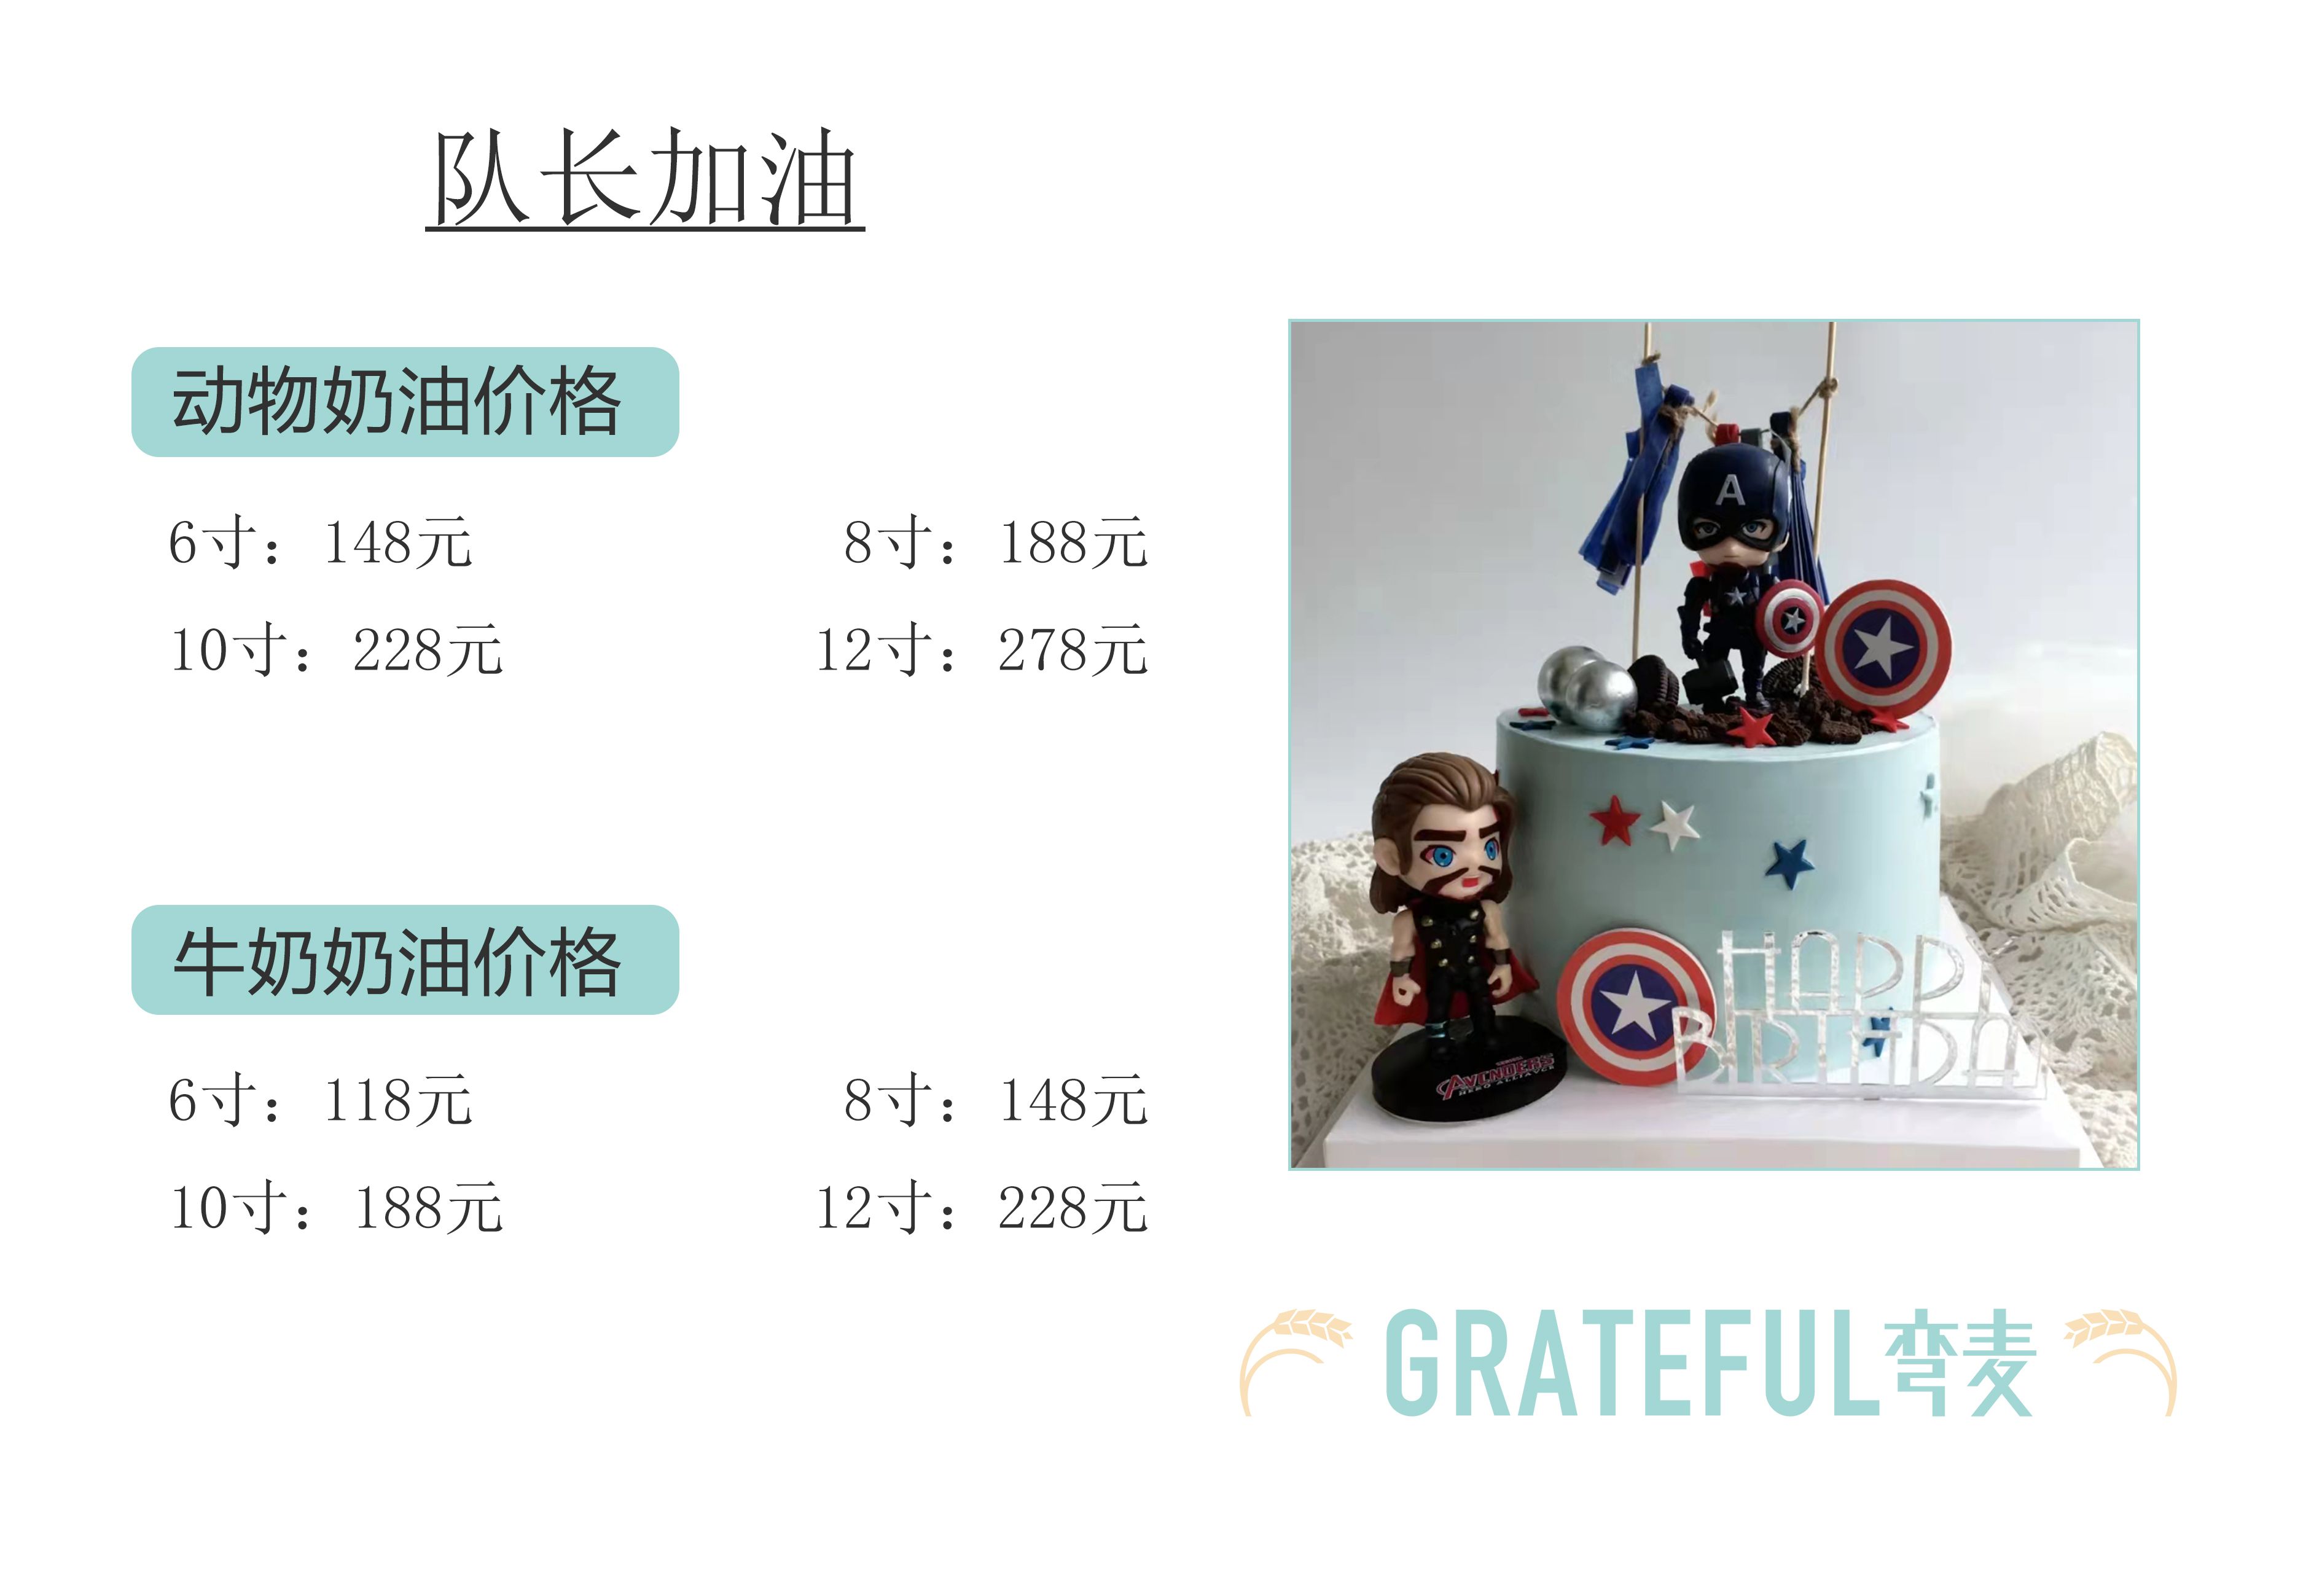 队长加油
动物奶油价格
6寸：148元
8寸：188元
10寸：228元
12寸：278元
牛奶奶油价格
6寸：118元
8寸：148元
10寸：188元
12寸：228元
A
AVENGERS
HERO ALLIANCE
HAPPY
BIRTHDAY
GRATEFUL弯麦